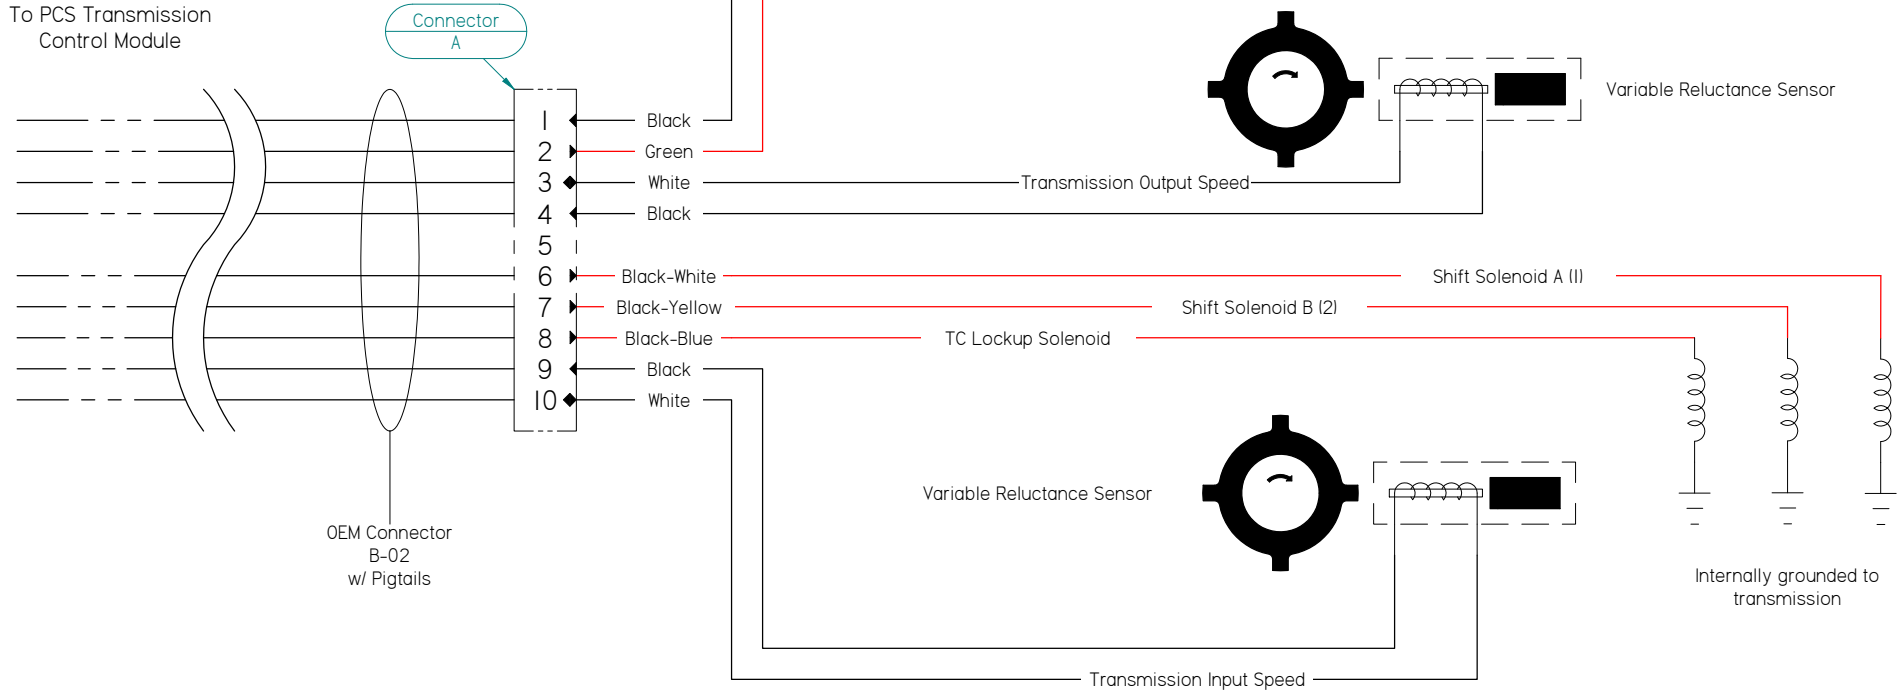 To PCS Transmission
Control Module
Connector
A
1
Black
2
Green
3
White
Transmission Output Speed
4
Black
5
6
Black-White
Shift Solenoid A (1)
7
Black-Yellow
Shift Solenoid B (2)
8
Black-Blue
TC Lockup Solenoid
9
Black
10
White
Variable Reluctance Sensor
Variable Reluctance Sensor
OEM Connector
B-02
w/ Pigtails
Internally grounded to
transmission
Transmission Input Speed